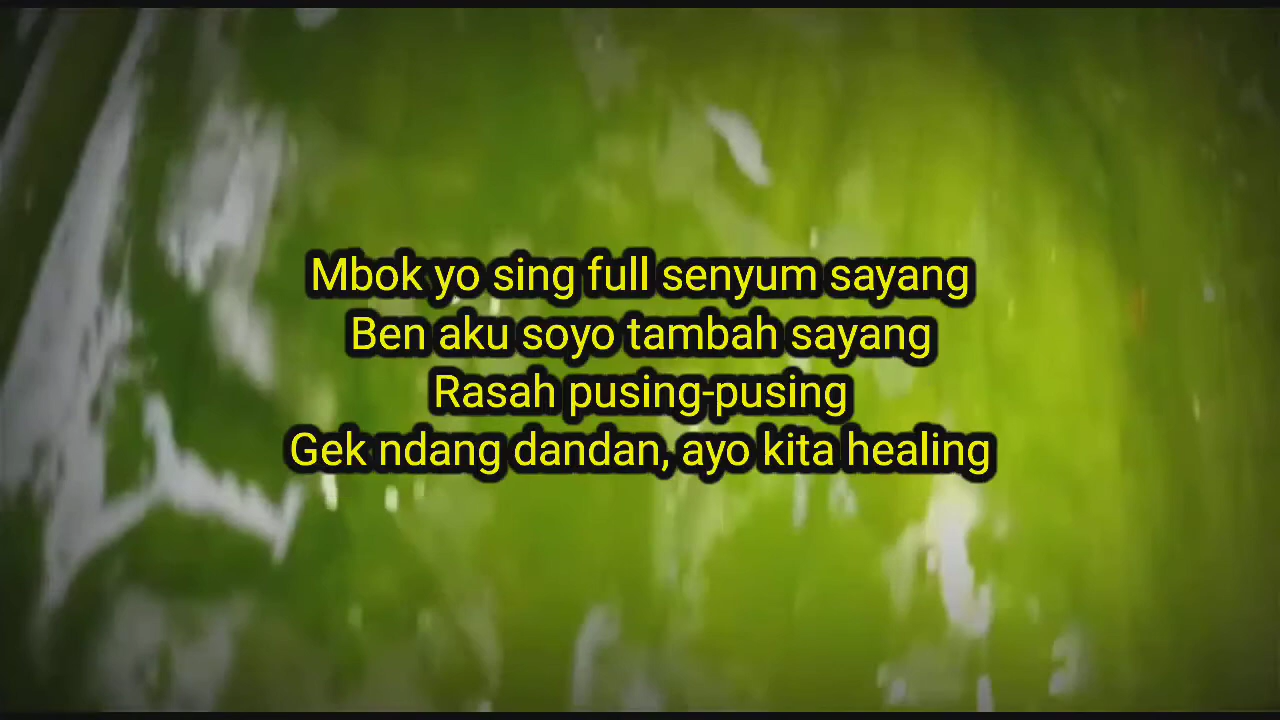 Mbok yo sing full senyum sayang
Ben aku soyo tambah sayang
Rasah pusing-pusing
Gek ndang dandan, ayo kita healing